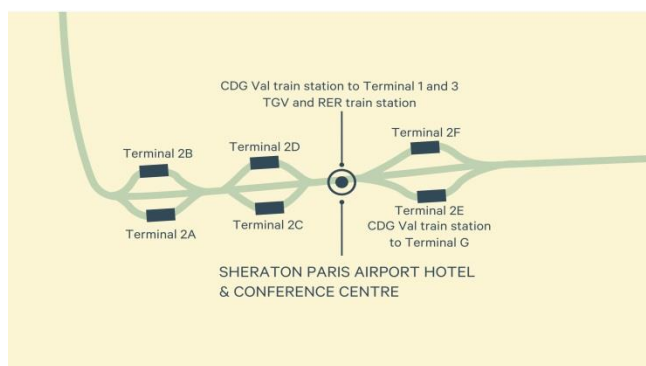 CDG Val train station to Terminal 1 and 3
TGV and RER train station
Terminal 2F
Terminal 2D
Terminal 2B
Terminal 2E
CDG Val train station
to Terminal G
Terminal 2C
Terminal 2A
SHERATON PARIS AIRPORT HOTEL
& CONFERENCE CENTRE